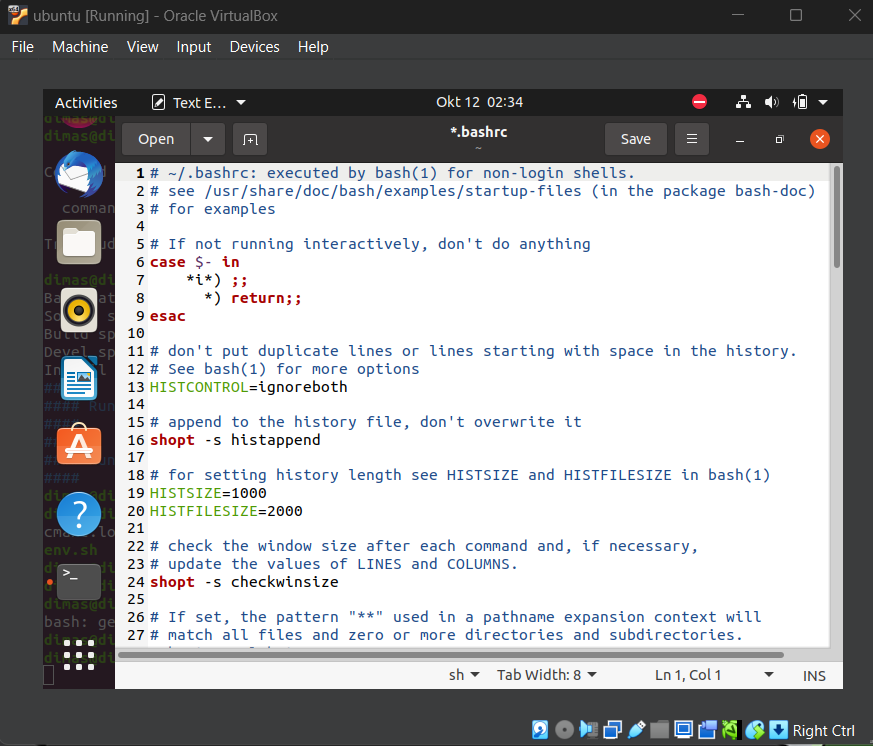 ubuntu [Running] - Oracle VirtualBox
File Machine View Input Devices Help
Activities Text E... Okt 12 02:34
Open *.bashrc Save
~
1 # ~/.bashrc: executed by bash(1) for non-login shells.
2 # see /usr/share/doc/bash/examples/startup-files (in the package bash-doc)
3 # for examples
4
5 # If not running interactively, don't do anything
6 case $- in
7     *i*) ;;
8       *) return;;
9 esac
10
11 # don't put duplicate lines or lines starting with space in the history.
12 # See bash(1) for more options
13 HISTCONTROL=ignoreboth
14
15 # append to the history file, don't overwrite it
16 shopt -s histappend
17
18 # for setting history length see HISTSIZE and HISTFILESIZE in bash(1)
19 HISTSIZE=1000
20 HISTFILESIZE=2000
21
22 # check the window size after each command and, if necessary,
23 # update the values of LINES and COLUMNS.
24 shopt -s checkwinsize
25
26 # If set, the pattern "**" used in a pathname expansion context will
27 # match all files and zero or more directories and subdirectories.
env.sh
bash: ge
sh Tab Width: 8 Ln 1, Col 1 INS
Right Ctrl